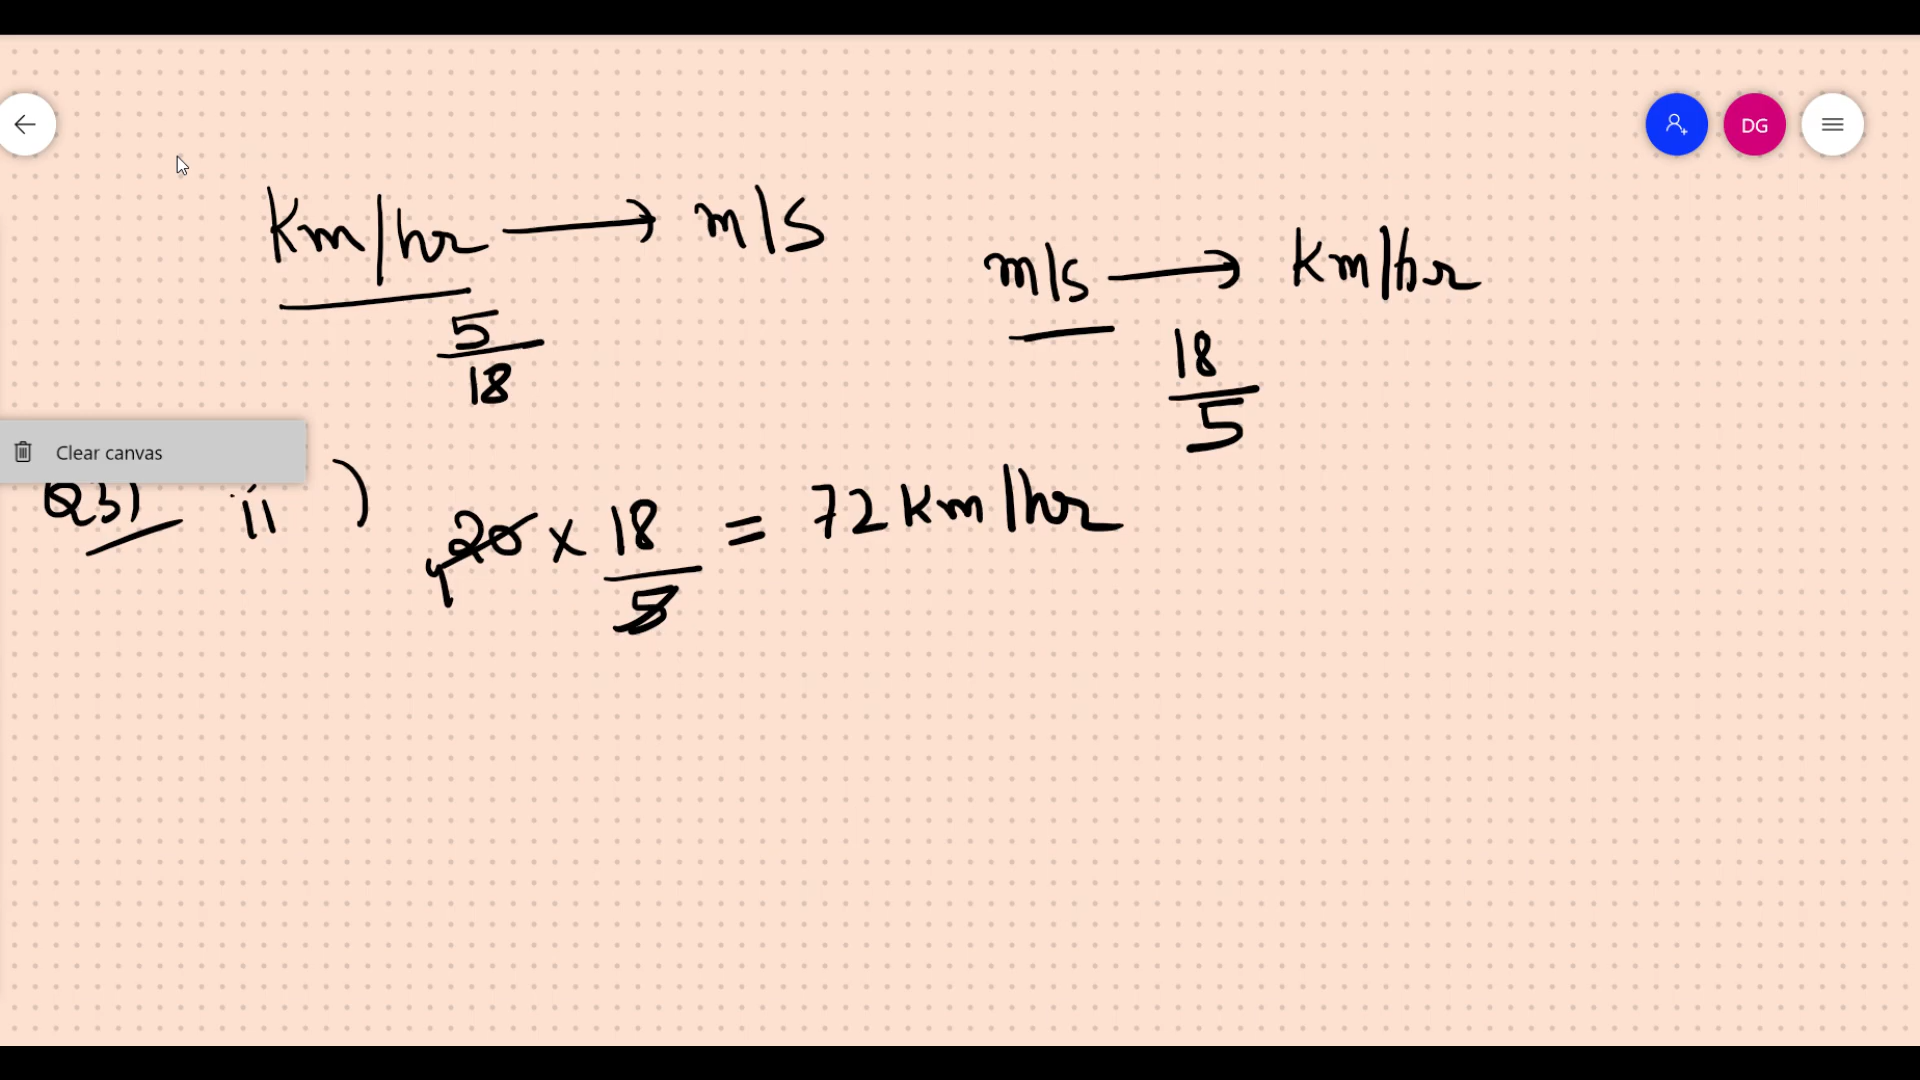 DG
Km/hr → m/s
5/18
m/s → Km/hr
18/5
Clear canvas
Q3) ii)
20 x 18/5 = 72 Km/hr
4